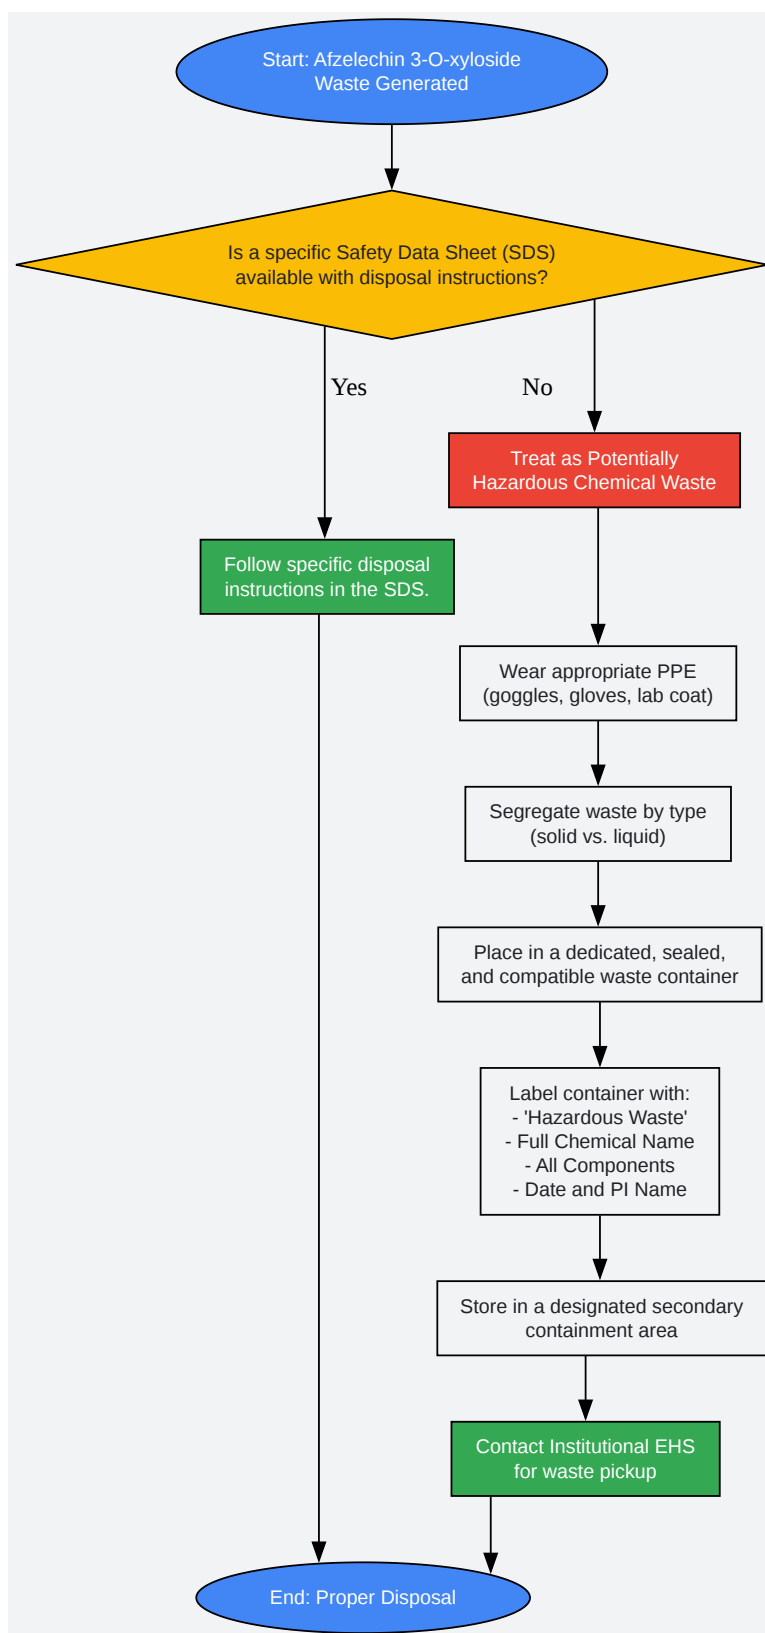 Start: Afzelechin 3-O-xyloside
Waste Generated
Is a specific Safety Data Sheet (SDS)
available with disposal instructions?
Yes
No
Treat as Potentially
Hazardous Chemical Waste
Follow specific disposal
instructions in the SDS.
Wear appropriate PPE
(goggles, gloves, lab coat)
Segregate waste by type
(solid vs. liquid)
Place in a dedicated, sealed,
and compatible waste container
Label container with:
- 'Hazardous Waste'
- Full Chemical Name
- All Components
- Date and PI Name
Store in a designated secondary
containment area
Contact Institutional EHS
for waste pickup
End: Proper Disposal